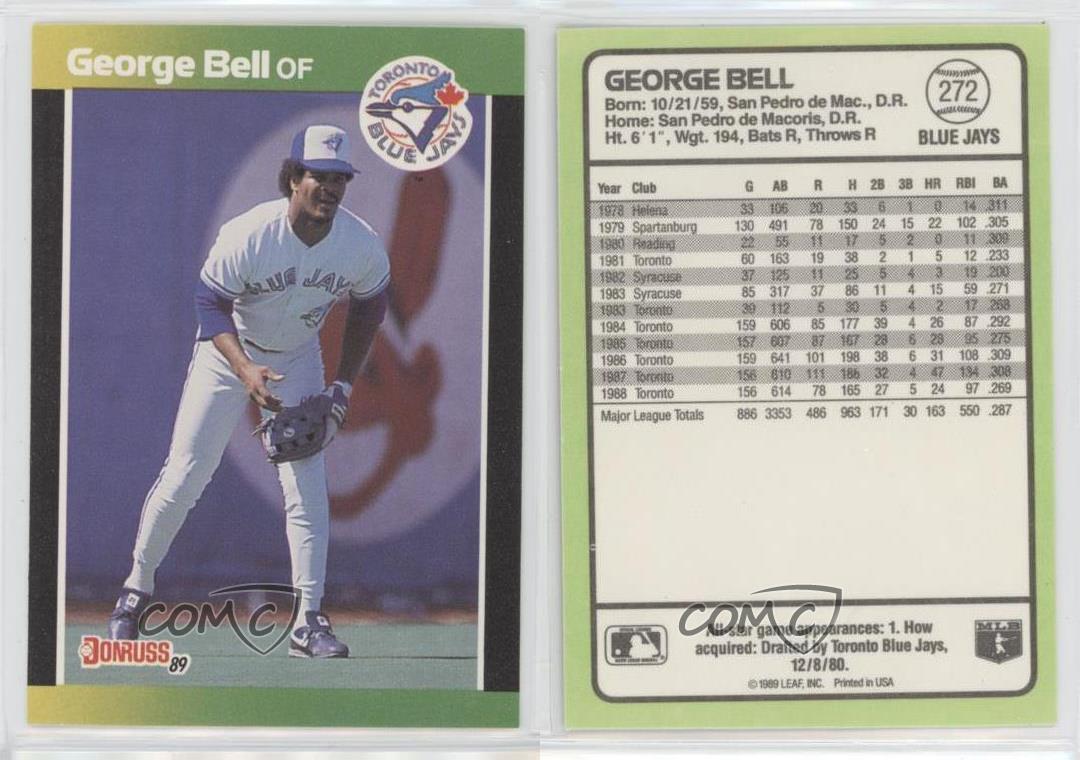 George Bell OF
TORONTO
BLUE JAYS
BLUE JAYS
DONRUSS 89
COMC
GEORGE BELL
272
Born: 10/21/59, San Pedro de Mac., D.R.
Home: San Pedro de Macoris, D.R.
Ht. 6'1", Wgt. 194, Bats R, Throws R
BLUE JAYS
Year Club G AB R H 2B 3B HR RBI BA
1978 Helena 33 106 20 33 6 1 0 14 .311
1979 Spartanburg 130 491 78 150 24 15 22 102 .305
1980 Reading 22 55 11 17 5 2 0 11 .309
1981 Toronto 60 163 19 38 2 1 5 12 .233
1982 Syracuse 37 125 11 25 5 4 3 19 .200
1983 Syracuse 85 317 37 86 11 4 15 59 .271
1983 Toronto 39 112 5 30 5 4 2 17 .268
1984 Toronto 159 606 85 177 39 4 26 87 .292
1985 Toronto 157 607 87 167 28 6 28 95 .275
1986 Toronto 159 641 101 198 38 6 31 108 .309
1987 Toronto 156 610 111 188 32 4 47 134 .308
1988 Toronto 156 614 78 165 27 5 24 97 .269
Major League Totals 886 3353 486 963 171 30 163 550 .287
COMC
All-star game appearances: 1. How
acquired: Drafted by Toronto Blue Jays,
12/8/80.
MLB
© 1989 LEAF, INC. Printed in USA